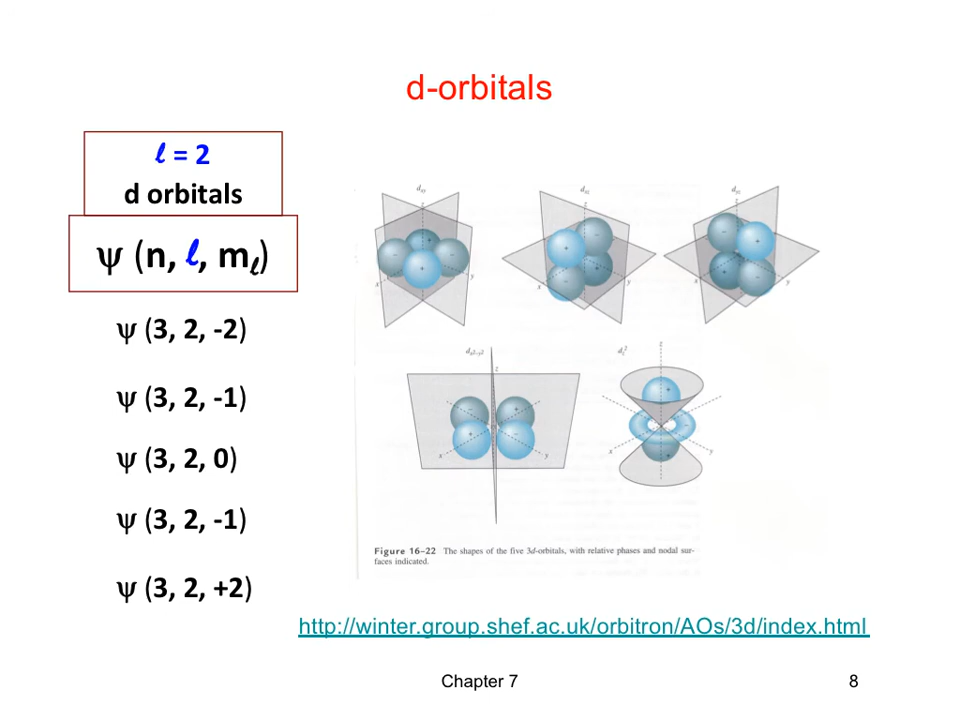 d-orbitals
ℓ = 2
d orbitals
ψ (n, ℓ, mℓ)
ψ (3, 2, -2)
ψ (3, 2, -1)
ψ (3, 2, 0)
ψ (3, 2, -1)
ψ (3, 2, +2)
dxy
dxz
dyz
z
z
z
x
y
x
y
x
y
dx2–y2
dz2
z
z
x
y
x
y
Figure 16–22 The shapes of the five 3d-orbitals, with relative phases and nodal sur-
faces indicated.
http://winter.group.shef.ac.uk/orbitron/AOs/3d/index.html
Chapter 7
8